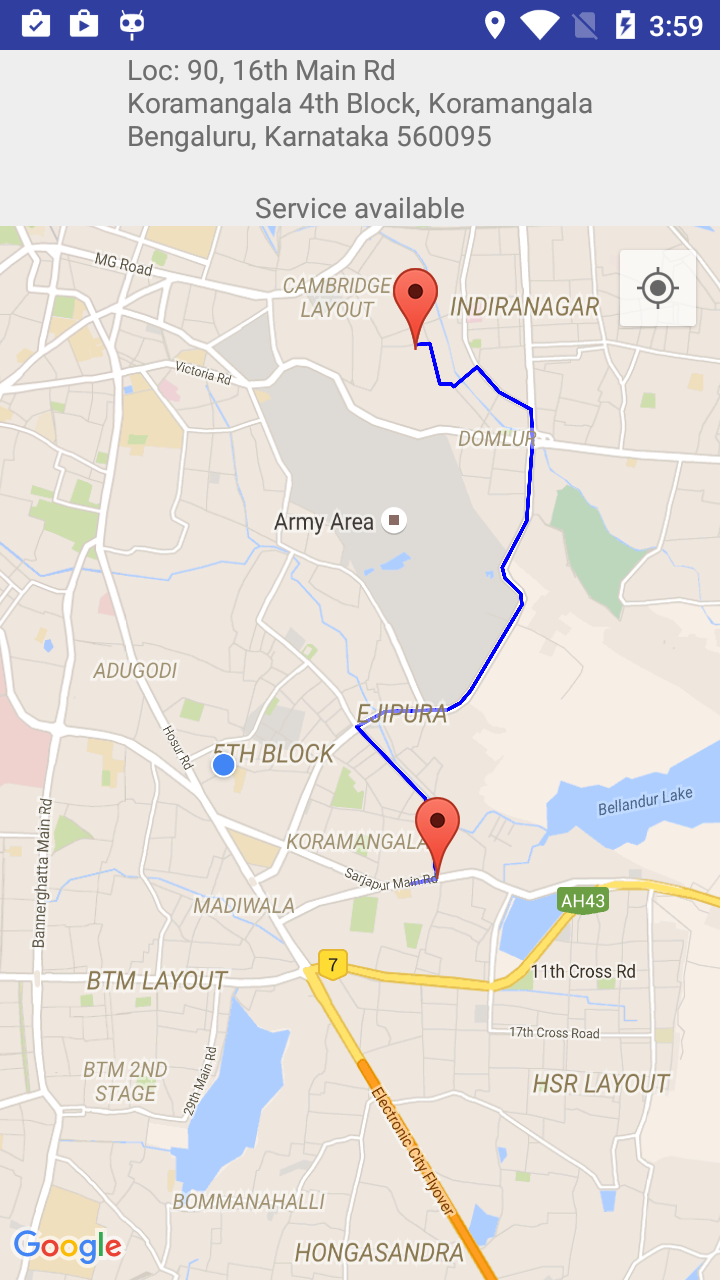 3:59
Loc: 90, 16th Main Rd
Koramangala 4th Block, Koramangala
Bengaluru, Karnataka 560095
Service available
MG Road
CAMBRIDGE
LAYOUT
INDIRANAGAR
Victoria Rd
DOMLUR
Army Area
ADUGODI
EJIPURA
Hosur Rd
5TH BLOCK
Bellandur Lake
Bannerghatta Main Rd
KORAMANGALA
Sarjapur Main Rd
MADIWALA
AH43
7
11th Cross Rd
BTM LAYOUT
17th Cross Road
BTM 2ND
STAGE
29th Main Rd
HSR LAYOUT
Electronic City Flyover
BOMMANAHALLI
Google
HONGASANDRA